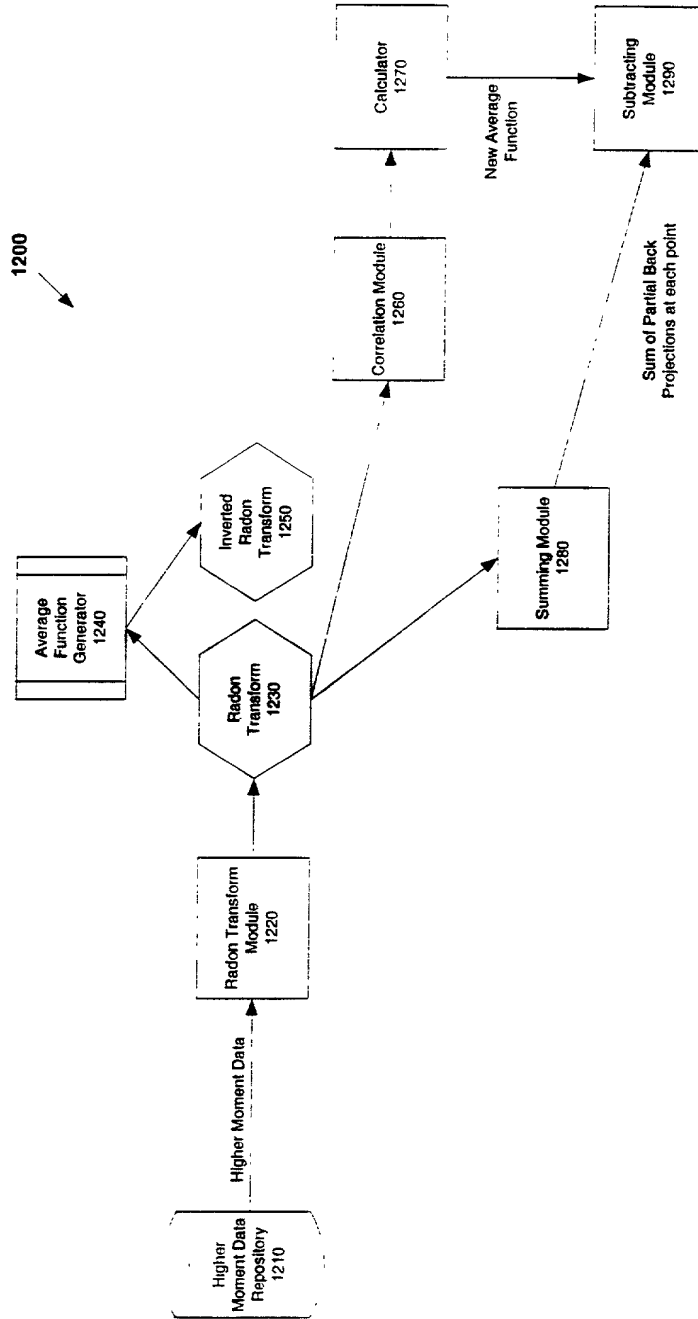 1200
Higher
Moment Data
Repository
1210
Higher Moment Data
Radon Transform
Module
1220
Radon
Transform
1230
Average
Function
Generator
1240
Inverted
Radon
Transform
1250
Correlation Module
1260
Calculator
1270
New Average
Function
Summing Module
1280
Sum of Partial Back
Projections at each point
Subtracting
Module
1290